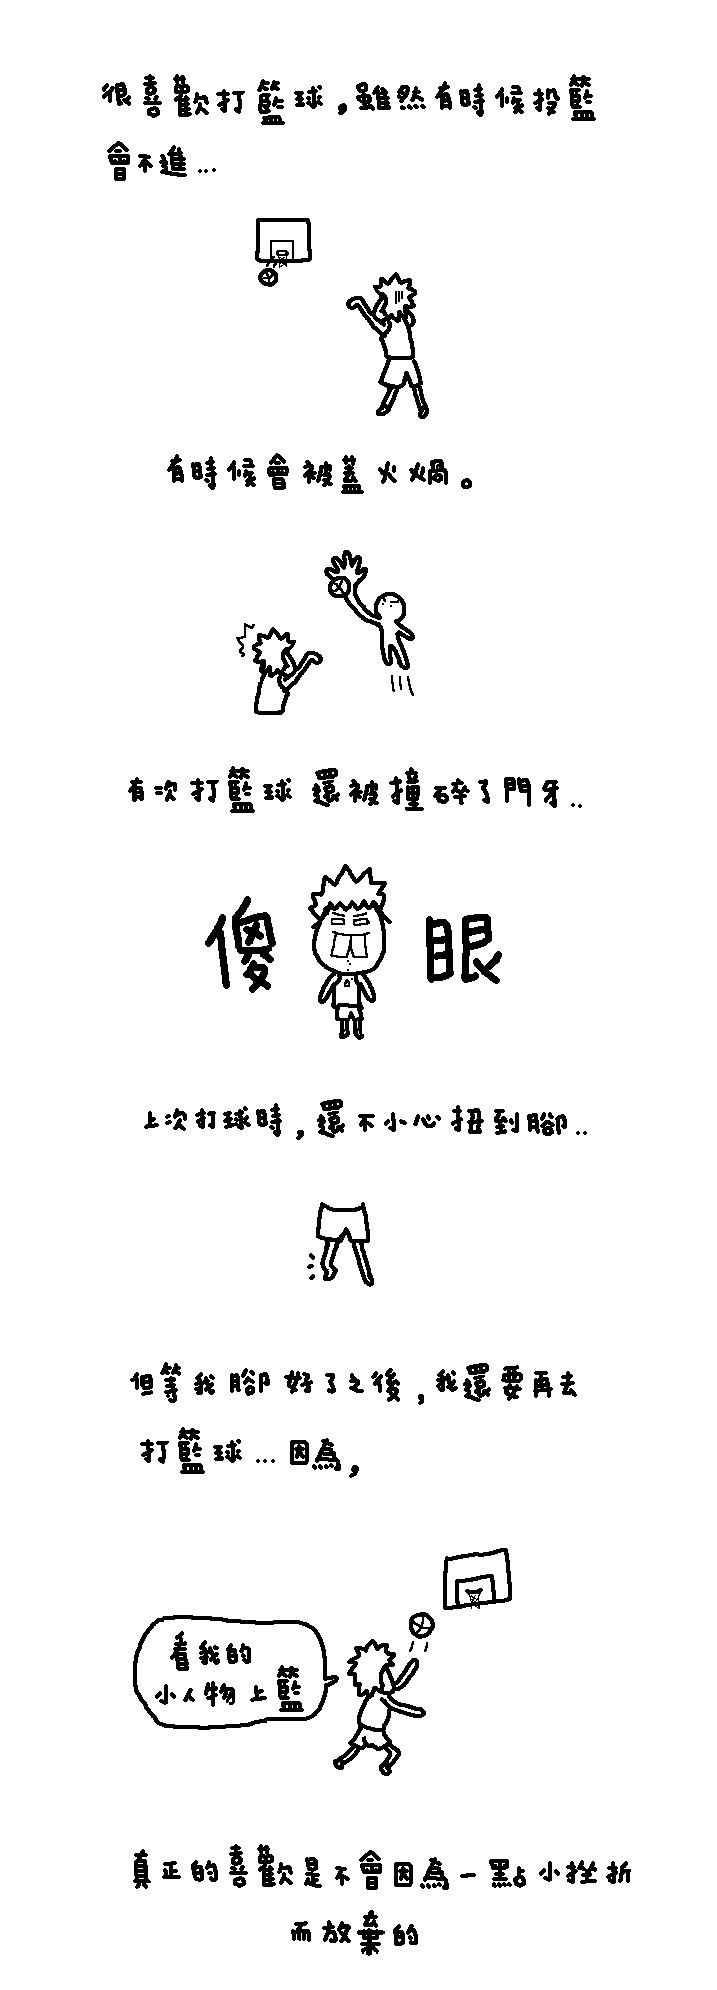 很喜歡打籃球，雖然有時候投籃
會不進...
有時候會被蓋火火鍋。
有次打籃球還被撞碎了門牙..
傻眼
上次打球時，還不小心扭到腳..
但等我腳好了之後，我還要再去
打籃球...因為，
看我的
小人物上籃
真正的喜歡是不會因為一點小挫折
而放棄的